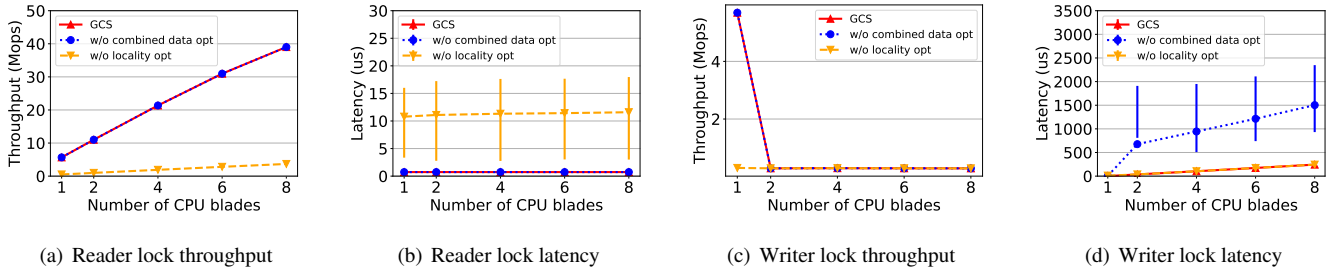 50
40
30
20
10
0
Throughput (Mops)
GCS
w/o combined data opt
w/o locality opt
1 2 4 6 8
Number of CPU blades
(a) Reader lock throughput
30
25
20
15
10
5
0
Latency (us)
GCS
w/o combined data opt
w/o locality opt
1 2 4 6 8
Number of CPU blades
(b) Reader lock latency
4
2
Throughput (Mops)
GCS
w/o combined data opt
w/o locality opt
1 2 4 6 8
Number of CPU blades
(c) Writer lock throughput
3500
3000
2500
2000
1500
1000
500
0
Latency (us)
GCS
w/o combined data opt
w/o locality opt
1 2 4 6 8
Number of CPU blades
(d) Writer lock latency